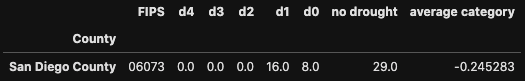 FIPS d4 d3 d2 d1 d0 no drought average category
County
San Diego County 06073 0.0 0.0 0.0 16.0 8.0 29.0 -0.245283